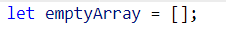 let emptyArray = [];